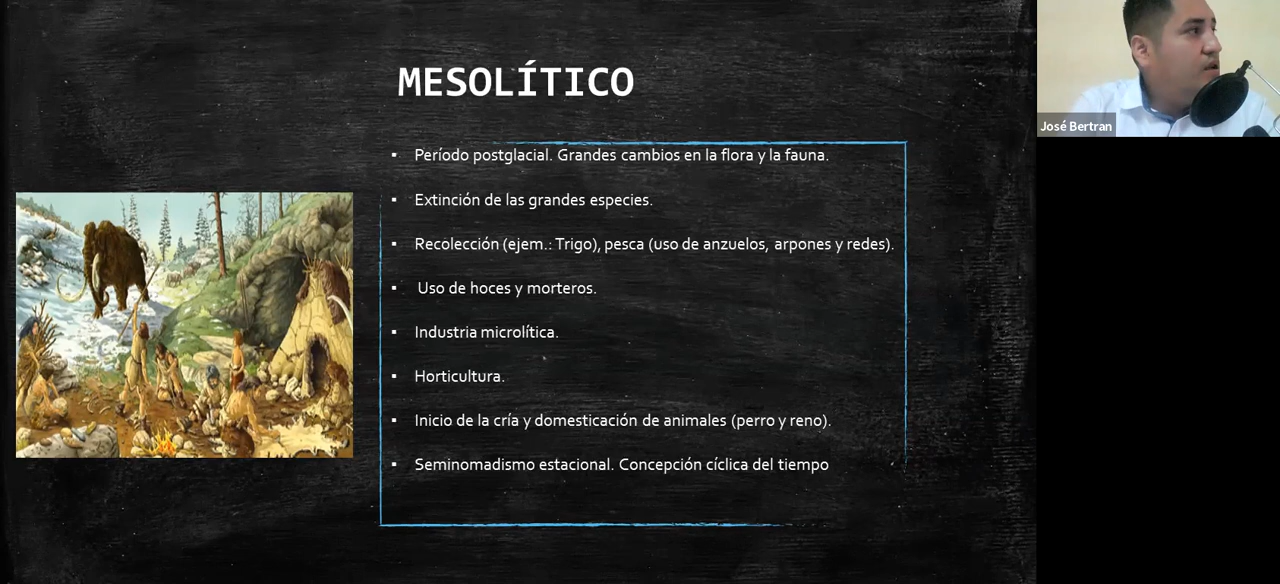 MESOLÍTICO
▪ Período postglacial. Grandes cambios en la flora y la fauna.
▪ Extinción de las grandes especies.
▪ Recolección (ejem.: Trigo), pesca (uso de anzuelos, arpones y redes).
▪ Uso de hoces y morteros.
▪ Industria microlítica.
▪ Horticultura.
▪ Inicio de la cría y domesticación de animales (perro y reno).
▪ Seminomadismo estacional. Concepción cíclica del tiempo
José Bertran